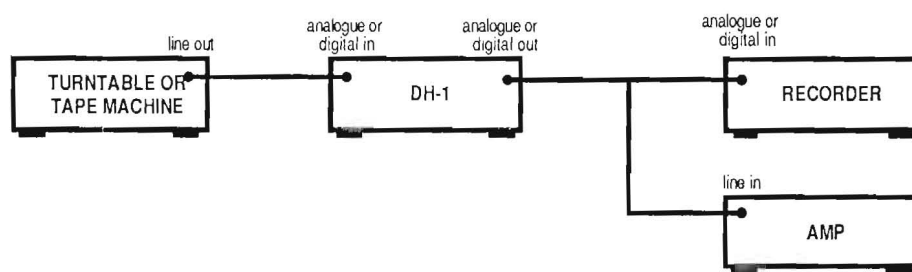 line out
analogue or
digital in
analogue or
digital out
analogue or
digital in
TURNTABLE OR
TAPE MACHINE
DH-1
RECORDER
line in
AMP